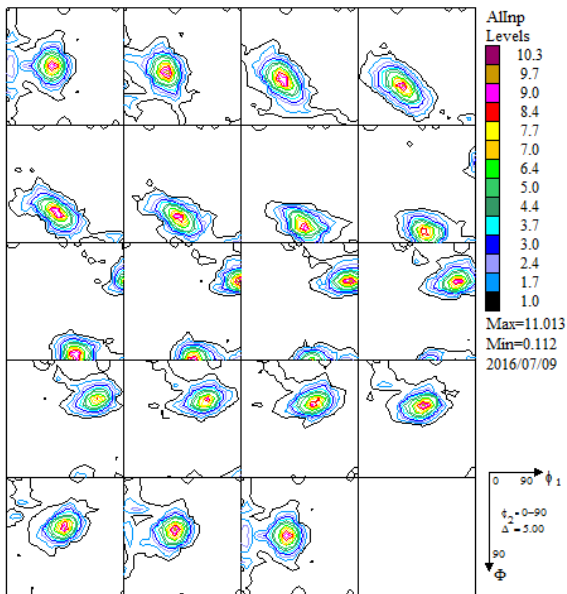 AlInp
Levels
10.3
9.7
9.0
8.4
7.7
7.0
6.4
5.0
4.4
3.7
3.0
2.4
1.7
1.0
Max=11.013
Min=0.112
2016/07/09
0 90 ϕ1
ϕ2=0-90
Δ=5.00
90
Φ